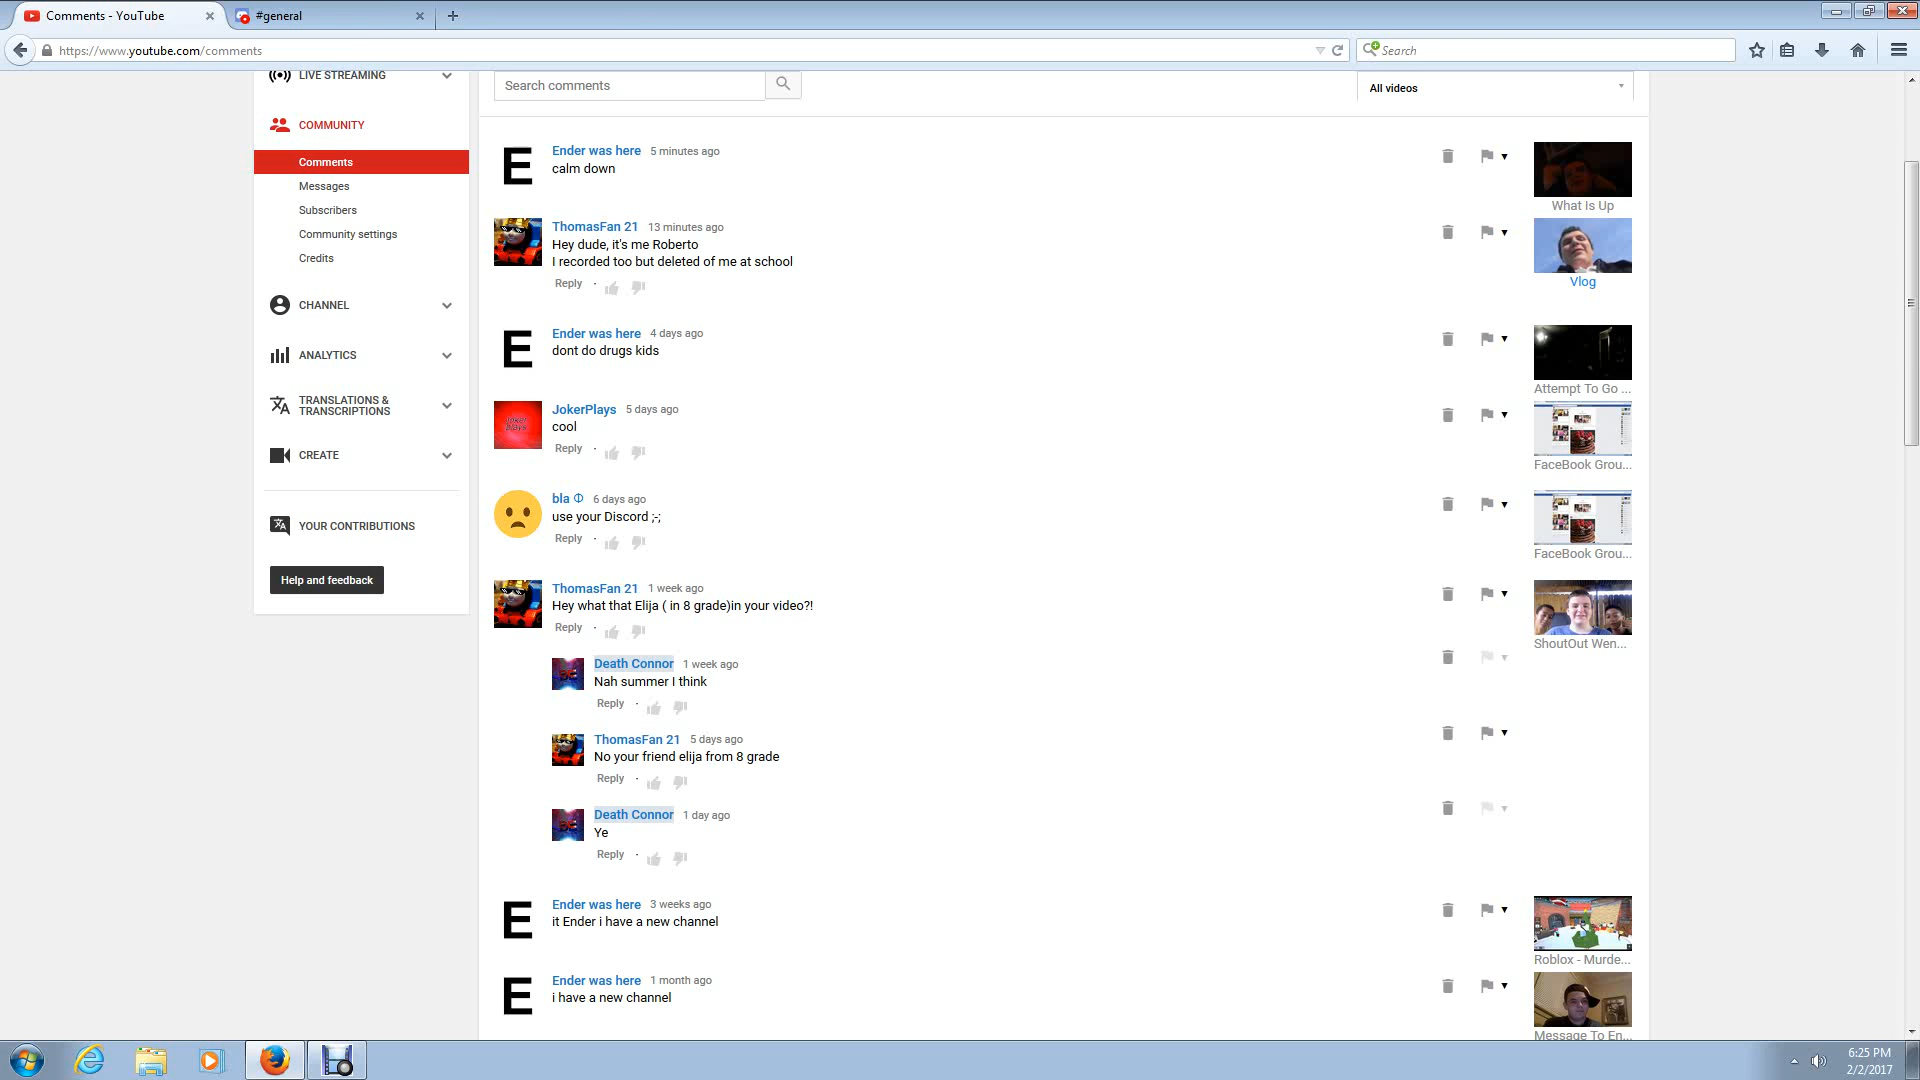 Comments - YouTube
#general
https://www.youtube.com/comments
Search
LIVE STREAMING
COMMUNITY
Comments
Messages
Subscribers
Community settings
Credits
CHANNEL
ANALYTICS
TRANSLATIONS &
TRANSCRIPTIONS
CREATE
YOUR CONTRIBUTIONS
Help and feedback
Search comments
All videos
E
Ender was here 5 minutes ago
calm down
What Is Up
ThomasFan 21 13 minutes ago
Hey dude, it's me Roberto
I recorded too but deleted of me at school
Reply ·
Vlog
E
Ender was here 4 days ago
dont do drugs kids
Attempt To Go ...
JokerPlays 5 days ago
cool
Reply ·
FaceBook Grou...
bla Φ 6 days ago
use your Discord ;-;
Reply ·
FaceBook Grou...
ThomasFan 21 1 week ago
Hey what that Elija ( in 8 grade)in your video?!
Reply ·
ShoutOut Wen...
Death Connor 1 week ago
Nah summer I think
Reply ·
ThomasFan 21 5 days ago
No your friend elija from 8 grade
Reply ·
Death Connor 1 day ago
Ye
Reply ·
E
Ender was here 3 weeks ago
it Ender i have a new channel
Roblox - Murde...
E
Ender was here 1 month ago
i have a new channel
Message To En...
6:25 PM
2/2/2017